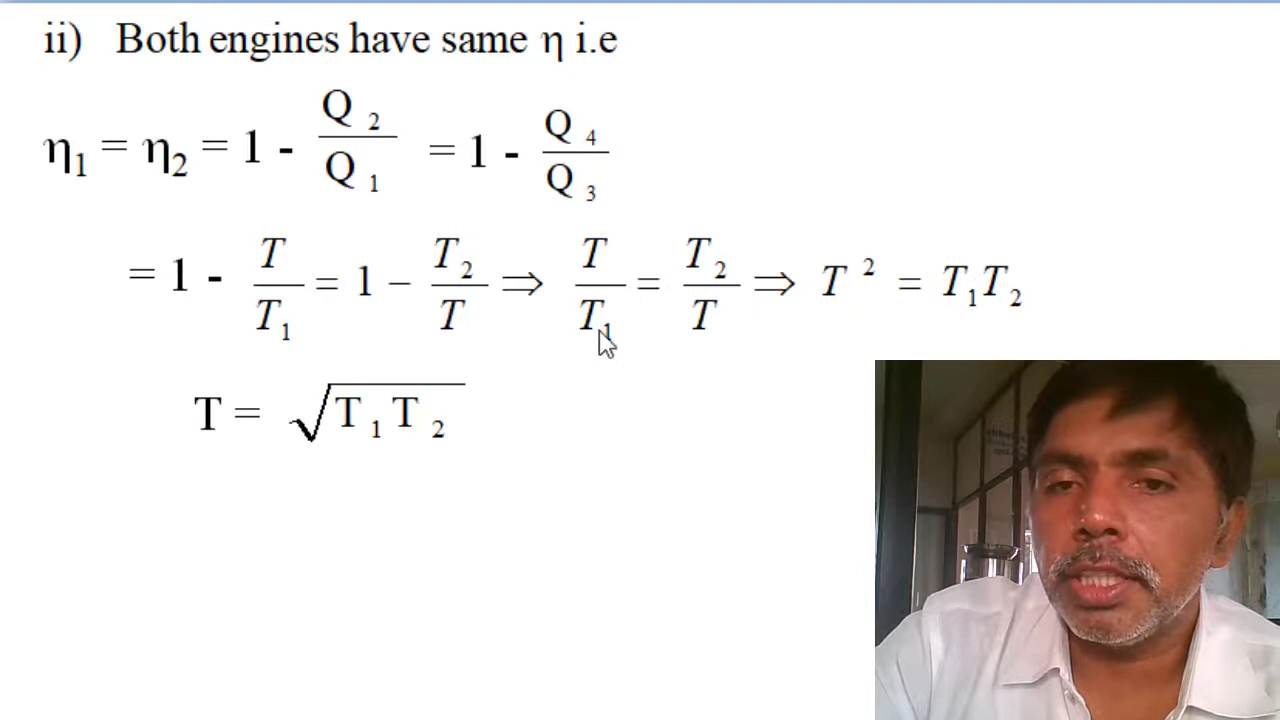 ii) Both engines have same η i.e
η₁ = η₂ = 1 - Q₂/Q₁ = 1 - Q₄/Q₃
= 1 - T/T₁ = 1 − T₂/T ⇒ T/T₁ = T₂/T ⇒ T² = T₁T₂
T = √(T₁T₂)